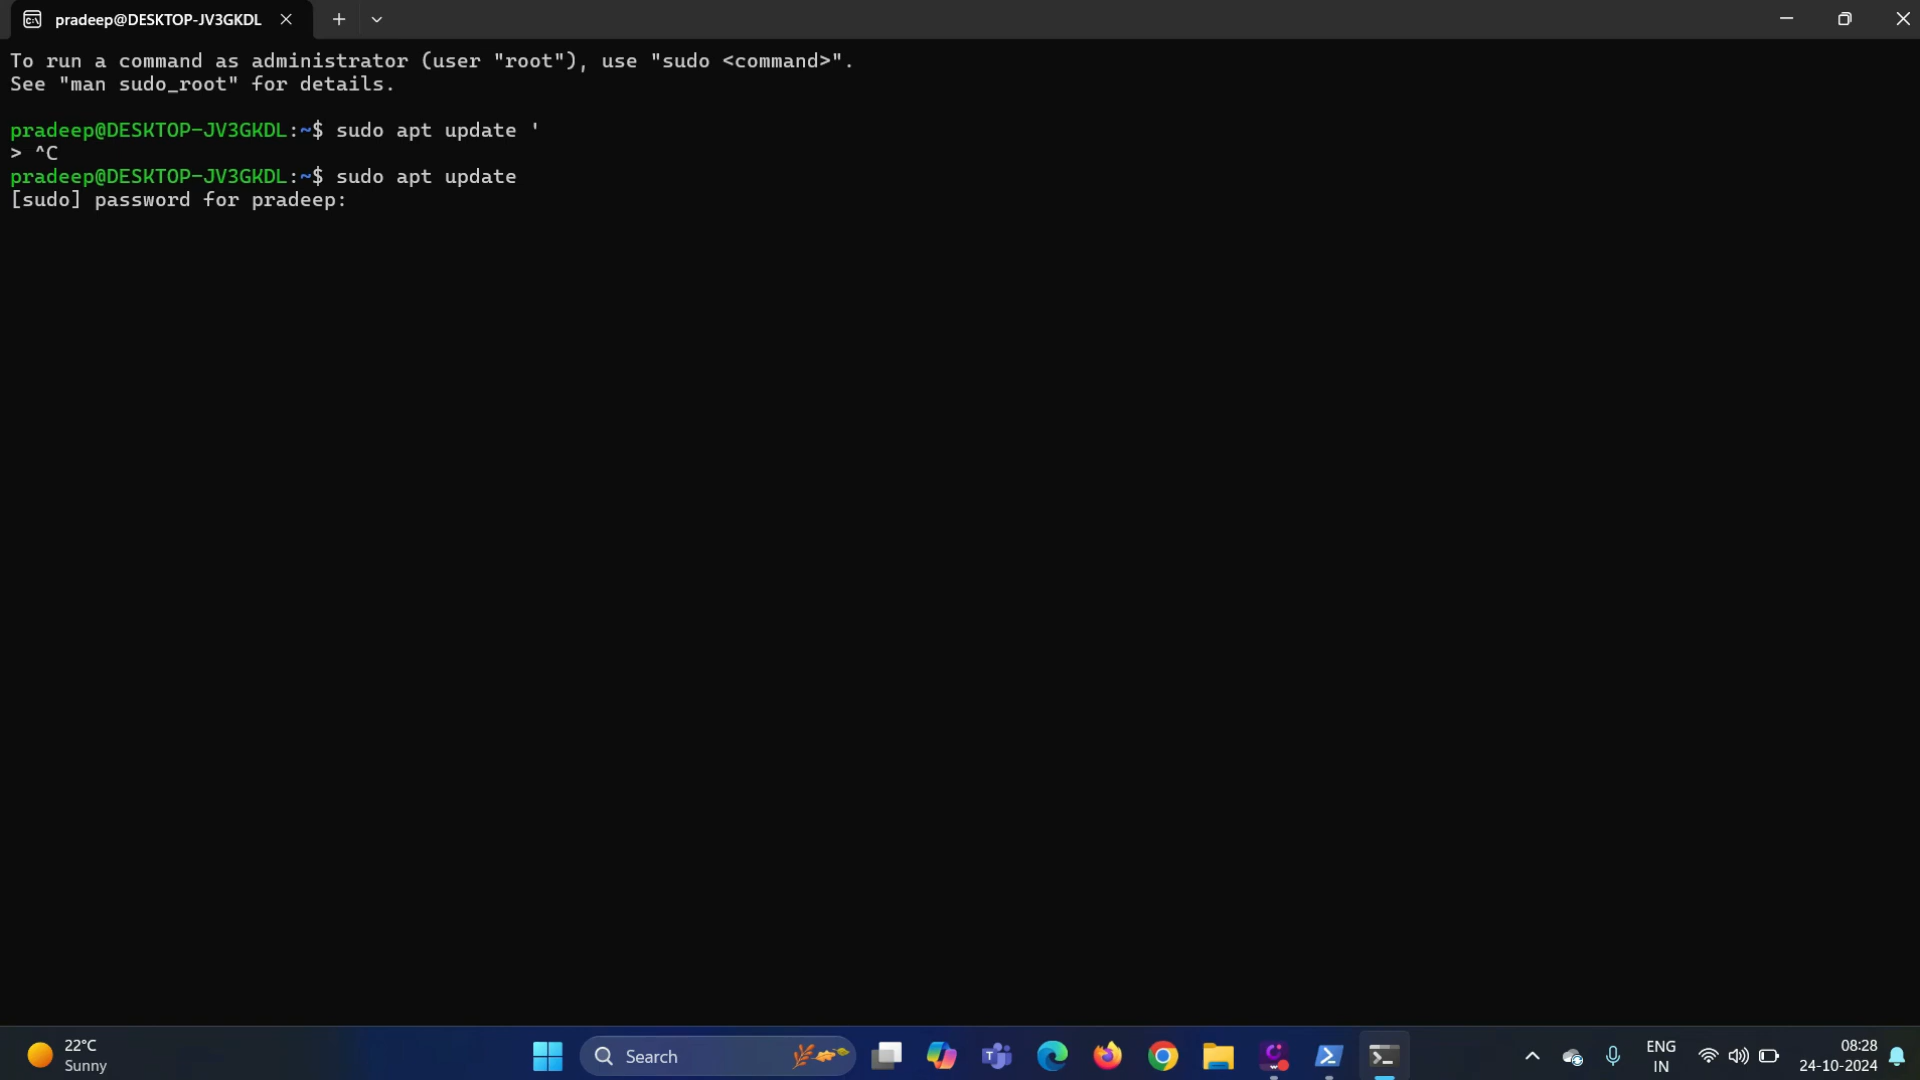 pradeep@DESKTOP-JV3GKDL
To run a command as administrator (user "root"), use "sudo <command>".
See "man sudo_root" for details.
pradeep@DESKTOP-JV3GKDL:~$ sudo apt update '
> ^C
pradeep@DESKTOP-JV3GKDL:~$ sudo apt update
[sudo] password for pradeep:
22°C
Sunny
Search
ENG
IN
08:28
24-10-2024